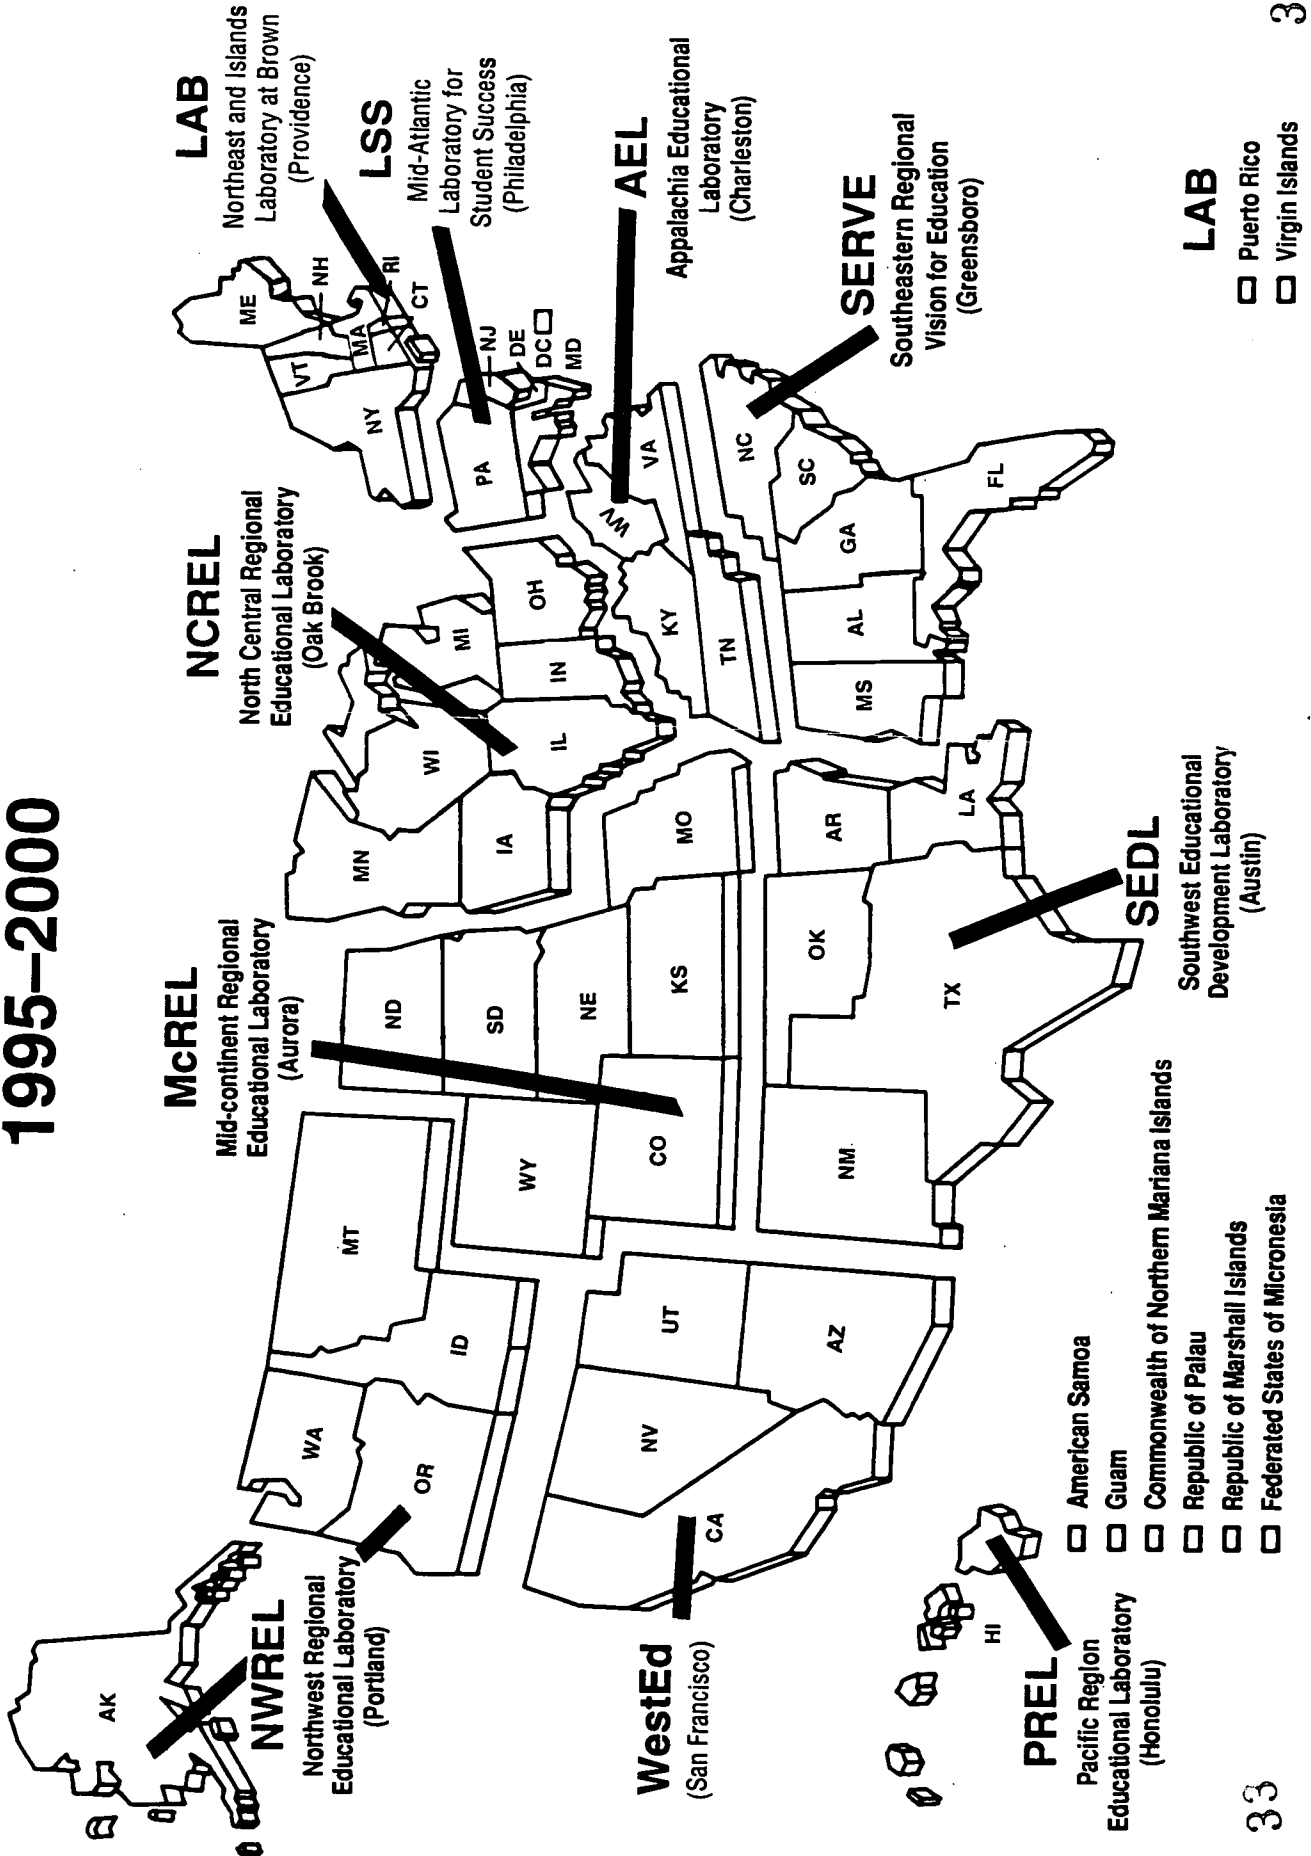 1995–2000
NWREL
Northwest Regional
Educational Laboratory
(Portland)
McREL
Mid-continent Regional
Educational Laboratory
(Aurora)
NCREL
North Central Regional
Educational Laboratory
(Oak Brook)
LAB
Northeast and Islands
Laboratory at Brown
(Providence)
LSS
Mid-Atlantic
Laboratory for
Student Success
(Philadelphia)
AEL
Appalachia Educational
Laboratory
(Charleston)
SERVE
Southeastern Regional
Vision for Education
(Greensboro)
SEDL
Southwest Educational
Development Laboratory
(Austin)
WestEd
(San Francisco)
PREL
Pacific Region
Educational Laboratory
(Honolulu)
AK
WA
OR
MT
ID
WY
ND
SD
NE
KS
CO
MO
MN
IA
WI
IL
MI
IN
OH
ME
NH
VT
MA
RI
CT
NY
PA
NJ
DE
DC
MD
WV
VA
KY
TN
NC
SC
GA
FL
AL
MS
AR
LA
OK
TX
NM
UT
AZ
NV
CA
HI
American Samoa
Guam
Commonwealth of Northern Mariana Islands
Republic of Palau
Republic of Marshall Islands
Federated States of Micronesia
LAB
Puerto Rico
Virgin Islands
33
3